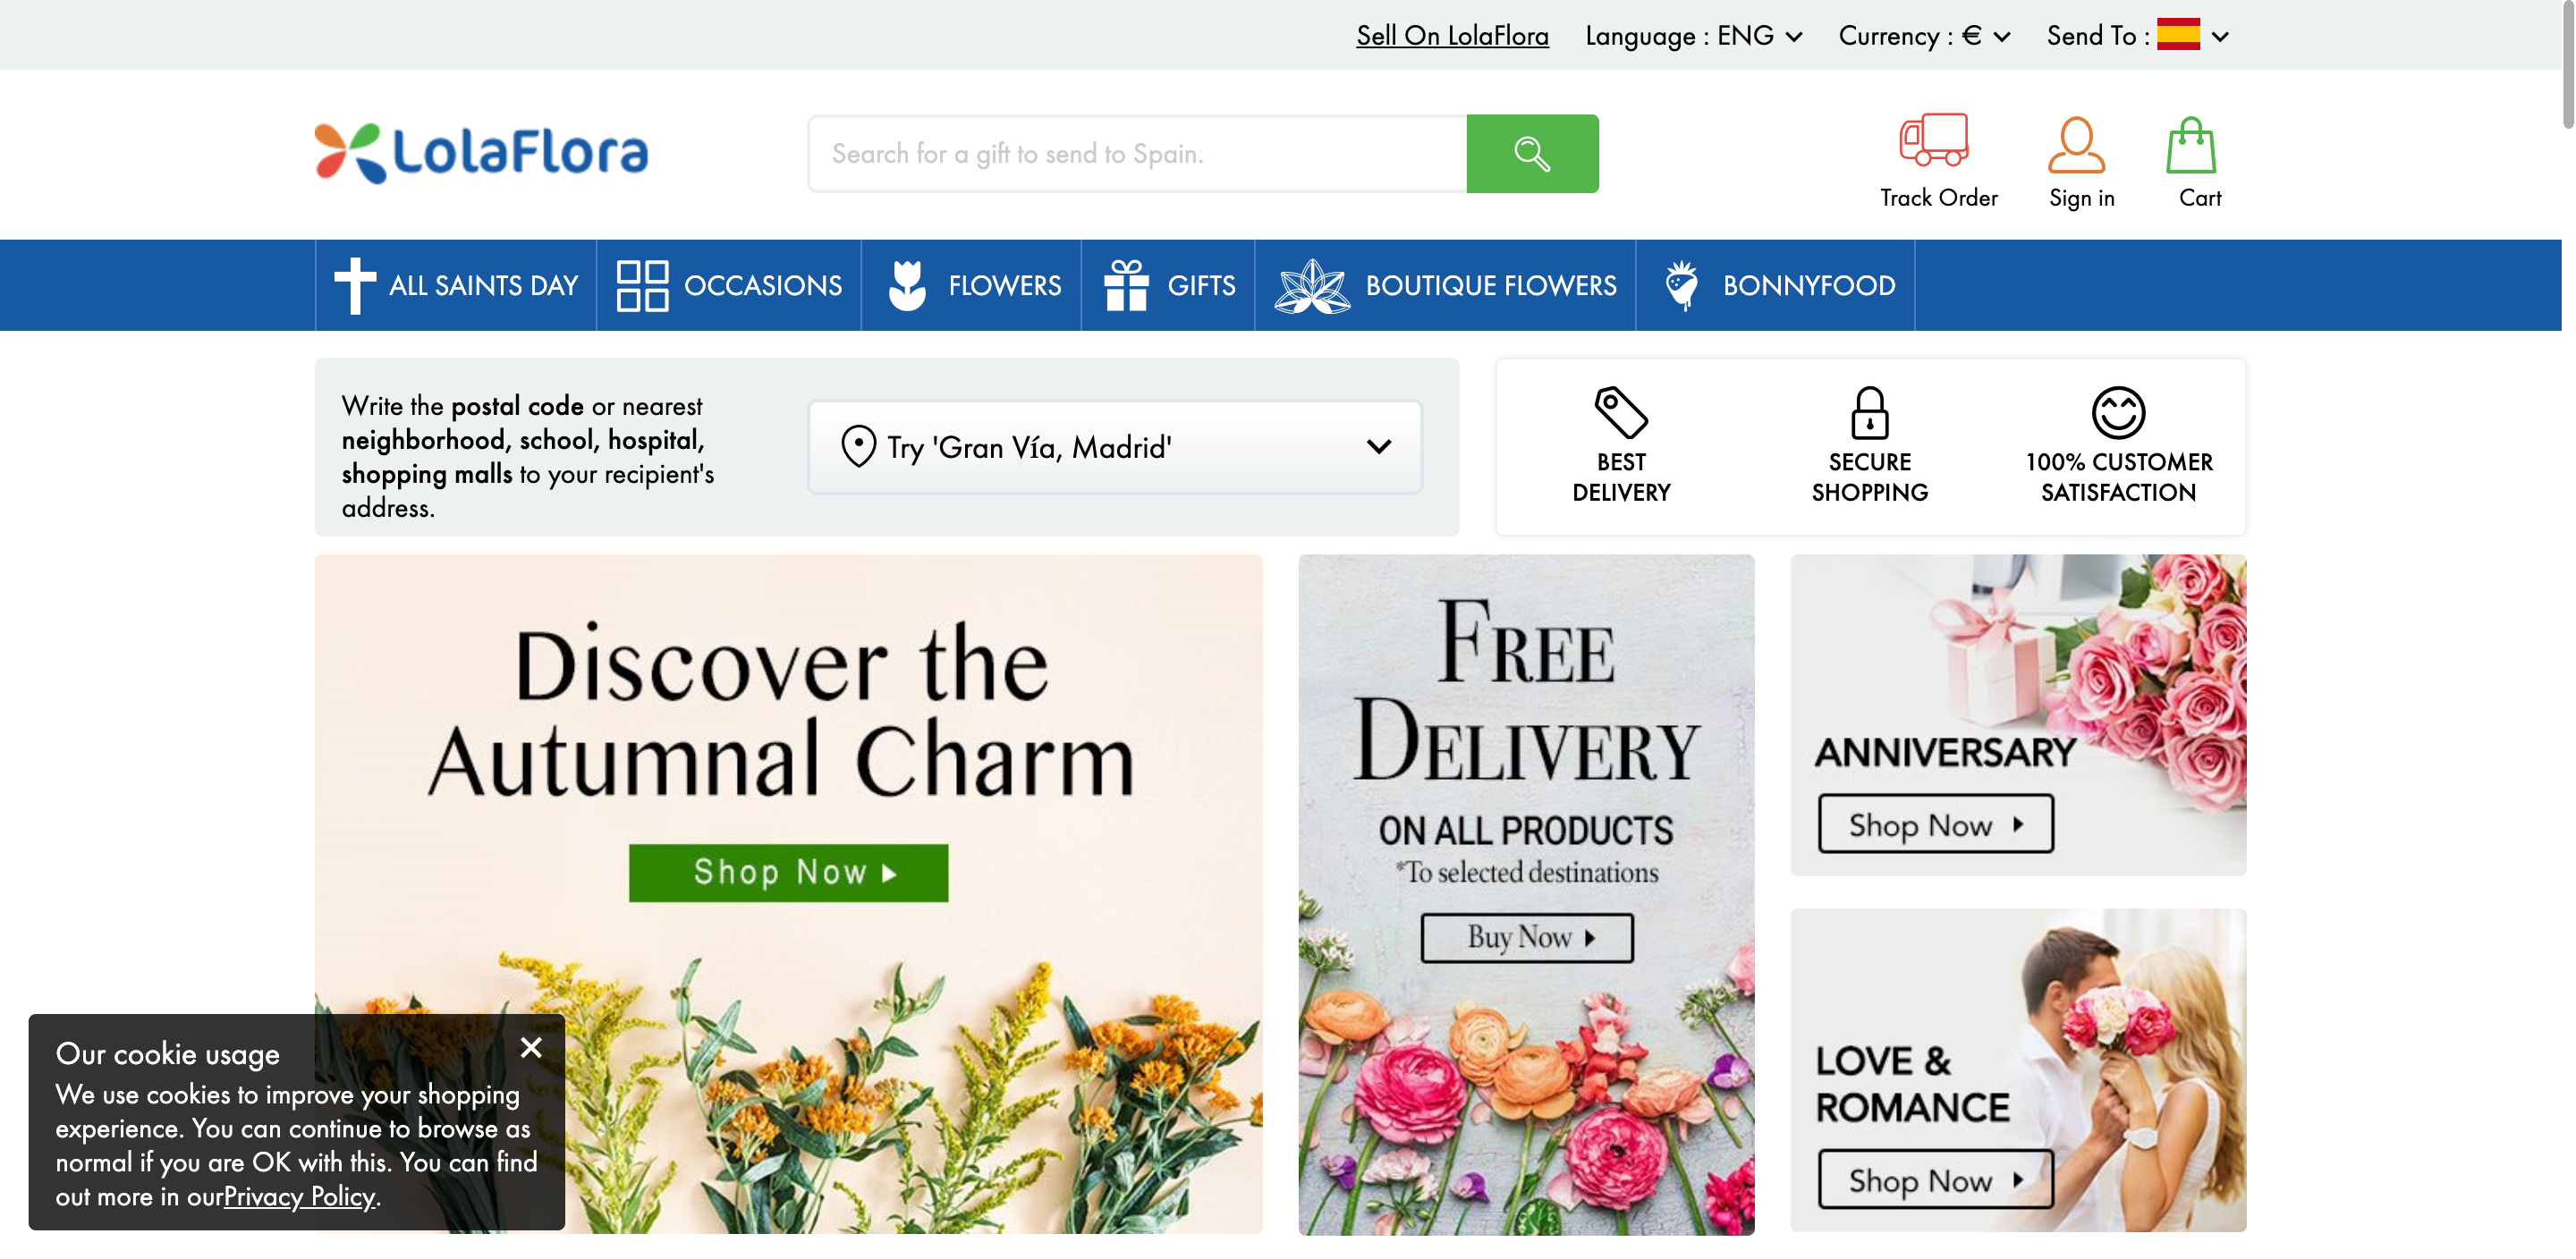 Sell On LolaFlora Language : ENG Currency : € Send To :
LolaFlora
Search for a gift to send to Spain.
Track Order Sign in Cart
ALL SAINTS DAY OCCASIONS FLOWERS GIFTS BOUTIQUE FLOWERS BONNYFOOD
Write the postal code or nearest
neighborhood, school, hospital,
shopping malls to your recipient's
address.
Try 'Gran Vía, Madrid'
BEST
DELIVERY
SECURE
SHOPPING
100% CUSTOMER
SATISFACTION
Discover the
Autumnal Charm
Shop Now
FREE
DELIVERY
ON ALL PRODUCTS
*To selected destinations
Buy Now
ANNIVERSARY
Shop Now
LOVE &
ROMANCE
Shop Now
Our cookie usage
We use cookies to improve your shopping
experience. You can continue to browse as
normal if you are OK with this. You can find
out more in ourPrivacy Policy.